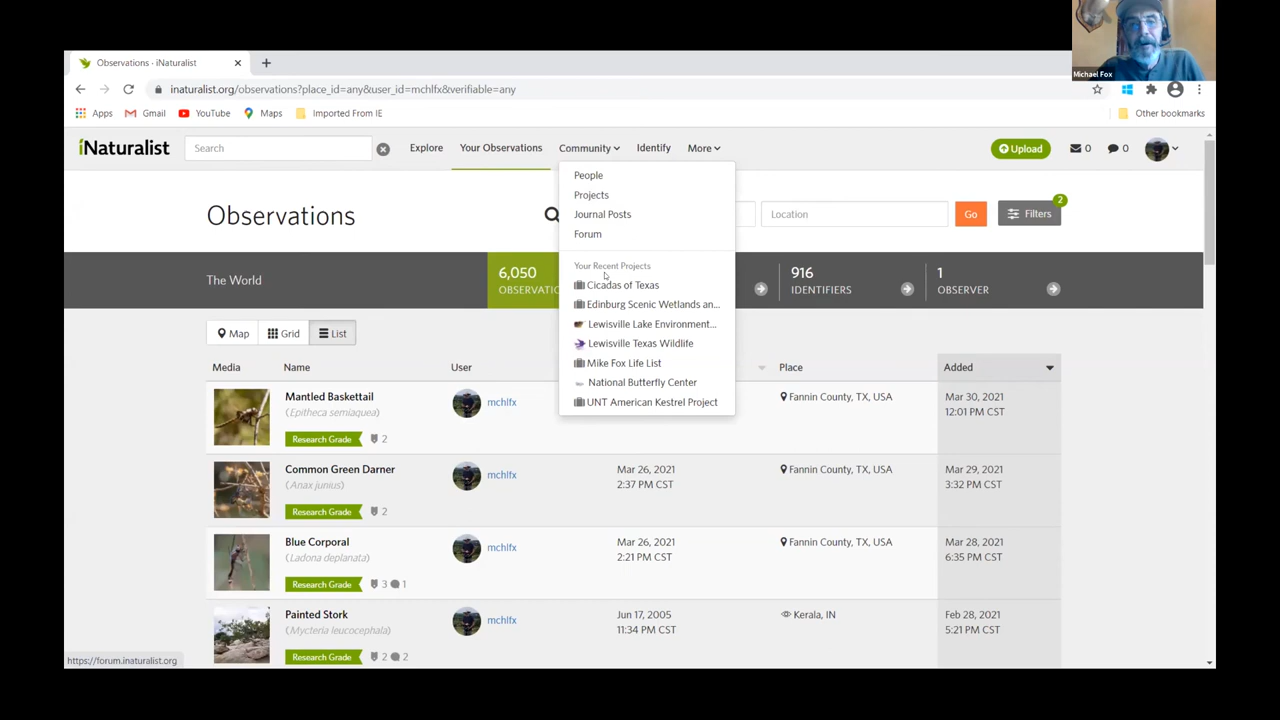 Michael Fox
Observations · iNaturalist
inaturalist.org/observations?place_id=any&user_id=mchlfx&verifiable=any
Apps Gmail YouTube Maps Imported From IE Other bookmarks
iNaturalist Search Explore Your Observations Community Identify More Upload 0 0
People
Projects
Journal Posts
Forum
Your Recent Projects
Cicadas of Texas
Edinburg Scenic Wetlands an...
Lewisville Lake Environment...
Lewisville Texas Wildlife
Mike Fox Life List
National Butterfly Center
UNT American Kestrel Project
Observations Location Go Filters 2
The World
6,050
OBSERVATIO
916
IDENTIFIERS
1
OBSERVER
Map Grid List
Media Name User Place Added
Mantled Baskettail
(Epitheca semiaquea)
Research Grade 2
mchlfx
Fannin County, TX, USA
Mar 30, 2021
12:01 PM CST
Common Green Darner
(Anax junius)
Research Grade 2
mchlfx
Mar 26, 2021
2:37 PM CST
Fannin County, TX, USA
Mar 29, 2021
3:32 PM CST
Blue Corporal
(Ladona deplanata)
Research Grade 3 1
mchlfx
Mar 26, 2021
2:21 PM CST
Fannin County, TX, USA
Mar 28, 2021
6:35 PM CST
Painted Stork
(Mycteria leucocephala)
Research Grade 2 2
mchlfx
Jun 17, 2005
11:34 PM CST
Kerala, IN
Feb 28, 2021
5:21 PM CST
https://forum.inaturalist.org